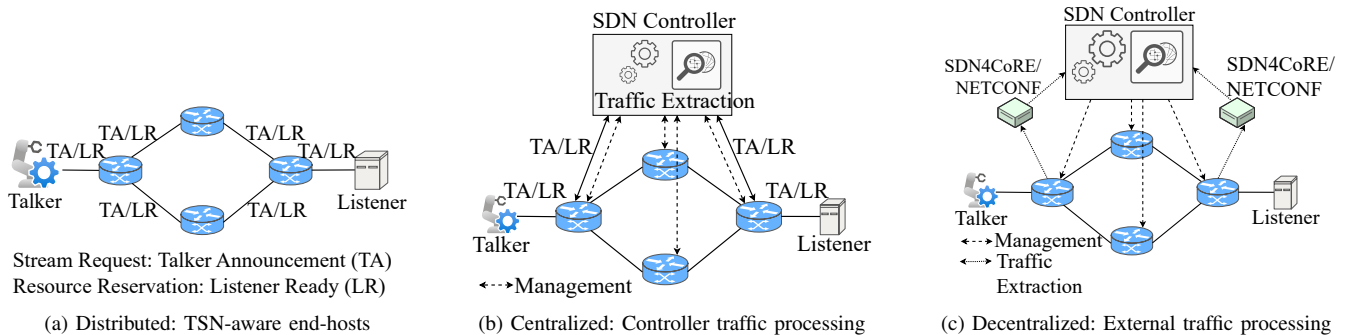 TA/LR
TA/LR
TA/LR
TA/LR
Talker
Listener
TA/LR
TA/LR
Stream Request: Talker Announcement (TA)
Resource Reservation: Listener Ready (LR)
(a) Distributed: TSN-aware end-hosts
SDN Controller
Traffic Extraction
TA/LR
TA/LR
TA/LR
TA/LR
Talker
Listener
Management
(b) Centralized: Controller traffic processing
SDN Controller
SDN4CoRE/
NETCONF
SDN4CoRE/
NETCONF
Talker
Listener
Management
Traffic
Extraction
(c) Decentralized: External traffic processing